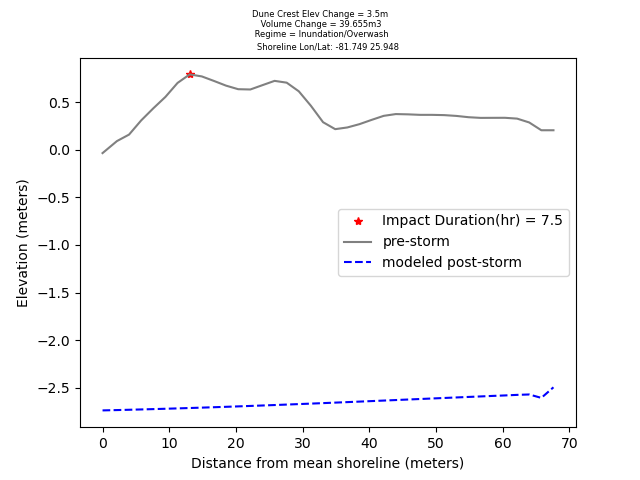 Dune Crest Elev Change = 3.5m
Volume Change = 39.655m3
Regime = Inundation/Overwash
Shoreline Lon/Lat: -81.749 25.948
0.5
0.0
−0.5
−1.0
−1.5
−2.0
−2.5
Elevation (meters)
Impact Duration(hr) = 7.5
pre-storm
modeled post-storm
0 10 20 30 40 50 60 70
Distance from mean shoreline (meters)